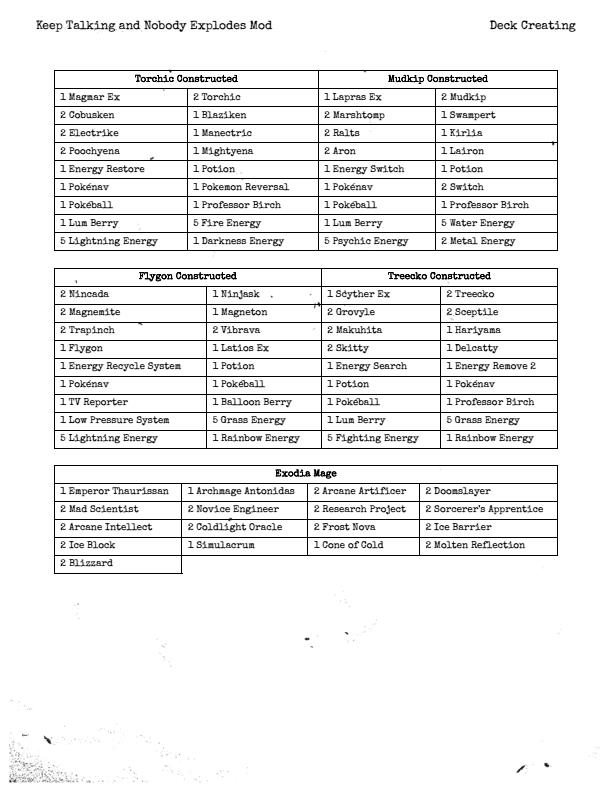 Keep Talking and Nobody Explodes Mod Deck Creating
Torchic Constructed Mudkip Constructed
1 Magmar Ex 2 Torchic 1 Lapras Ex 2 Mudkip
2 Cobusken 1 Blaziken 2 Marshtomp 1 Swampert
2 Electrike 1 Manectric 2 Ralts 1 Kirlia
2 Poochyena 1 Mightyena 2 Aron 1 Lairon
1 Energy Restore 1 Potion 1 Energy Switch 1 Potion
1 Pokénav 1 Pokemon Reversal 1 Pokénav 2 Switch
1 Pokéball 1 Professor Birch 1 Pokéball 1 Professor Birch
1 Lum Berry 5 Fire Energy 1 Lum Berry 5 Water Energy
5 Lightning Energy 1 Darkness Energy 5 Psychic Energy 2 Metal Energy
Flygon Constructed Treecko Constructed
2 Nincada 1 Ninjask 1 Scyther Ex 2 Treecko
2 Magnemite 1 Magneton 2 Grovyle 2 Sceptile
2 Trapinch 2 Vibrava 2 Makuhita 1 Hariyama
1 Flygon 1 Latios Ex 2 Skitty 1 Delcatty
1 Energy Recycle System 1 Potion 1 Energy Search 1 Energy Remove 2
1 Pokénav 1 Pokéball 1 Potion 1 Pokénav
1 TV Reporter 1 Balloon Berry 1 Pokéball 1 Professor Birch
1 Low Pressure System 5 Grass Energy 1 Lum Berry 5 Grass Energy
5 Lightning Energy 1 Rainbow Energy 5 Fighting Energy 1 Rainbow Energy
Exodia Mage
1 Emperor Thaurissan 1 Archmage Antonidas 2 Arcane Artificer 2 Doomslayer
2 Mad Scientist 2 Novice Engineer 2 Research Project 2 Sorcerer's Apprentice
2 Arcane Intellect 2 Coldlight Oracle 2 Frost Nova 2 Ice Barrier
2 Ice Block 1 Simulacrum 1 Cone of Cold 2 Molten Reflection
2 Blizzard